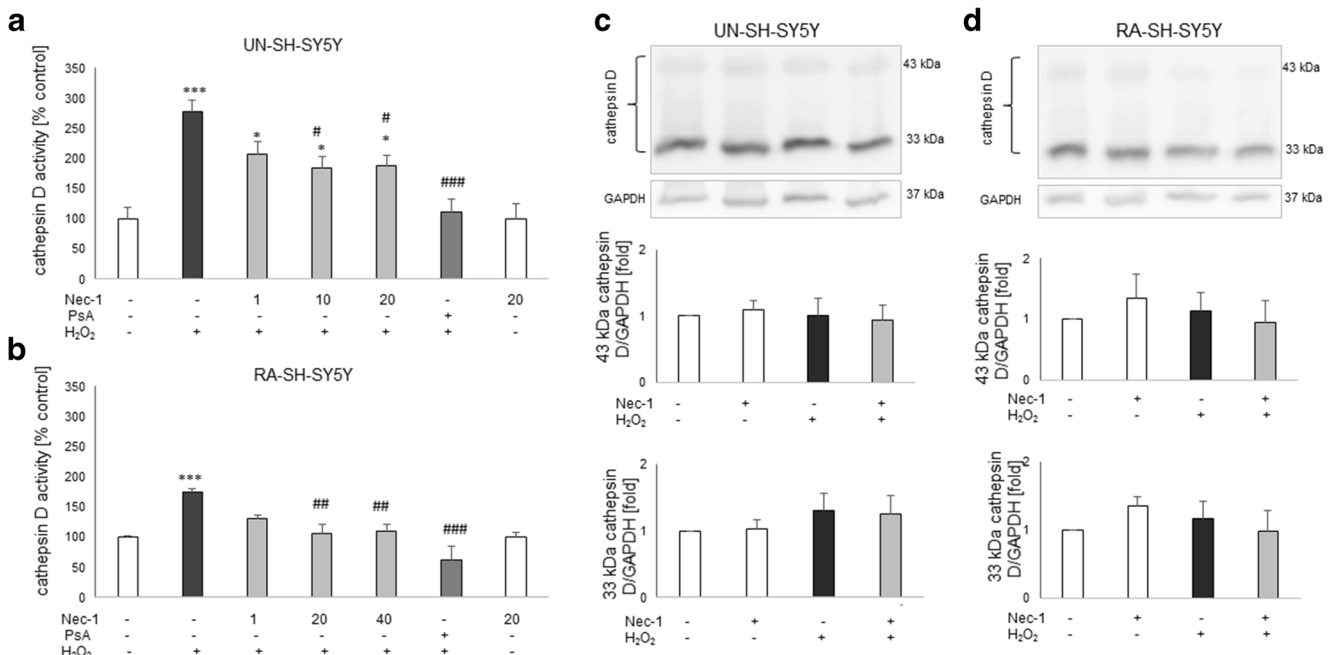 a
UN-SH-SY5Y
cathepsin D activity [% control]
350
300
250
200
150
100
50
0
***
*
#
*
#
*
###
Nec-1 - - 1 10 20 - 20
PsA - - - - - + -
H₂O₂ - + + + + + -
b
RA-SH-SY5Y
cathepsin D activity [% control]
350
300
250
200
150
100
50
0
***
##
##
###
Nec-1 - - 1 20 40 - 20
PsA - - - - - + -
H₂O₂ - + + + + + -
c
UN-SH-SY5Y
cathepsin D
43 kDa
33 kDa
GAPDH
37 kDa
43 kDa cathepsin
D/GAPDH [fold]
2
1
0
Nec-1 - + - +
H₂O₂ - - + +
33 kDa cathepsin
D/GAPDH [fold]
2
1
0
Nec-1 - + - +
H₂O₂ - - + +
d
RA-SH-SY5Y
cathepsin D
43 kDa
33 kDa
GAPDH
37 kDa
43 kDa cathepsin
D/GAPDH [fold]
2
1
0
Nec-1 - + - +
H₂O₂ - - + +
33 kDa cathepsin
D/GAPDH [fold]
2
1
0
Nec-1 - + - +
H₂O₂ - - + +